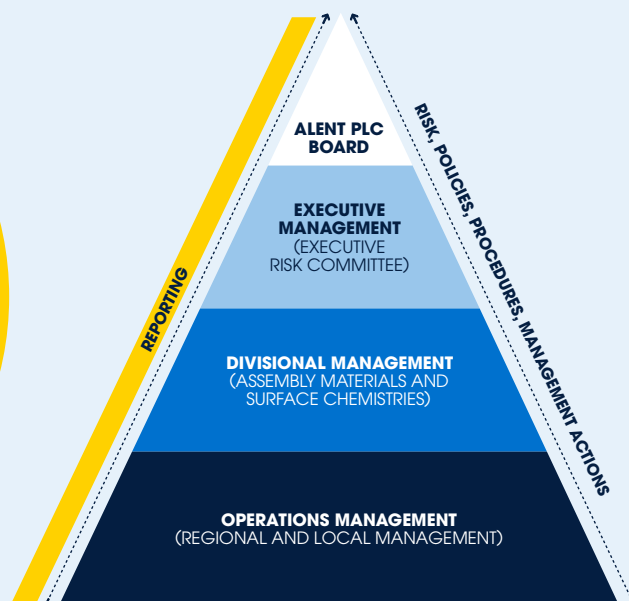 ALENT PLC
BOARD
EXECUTIVE
MANAGEMENT
(EXECUTIVE
RISK COMMITTEE)
DIVISIONAL MANAGEMENT
(ASSEMBLY MATERIALS AND
SURFACE CHEMISTRIES)
OPERATIONS MANAGEMENT
(REGIONAL AND LOCAL MANAGEMENT)
REPORTING
RISK, POLICIES, PROCEDURES, MANAGEMENT ACTIONS